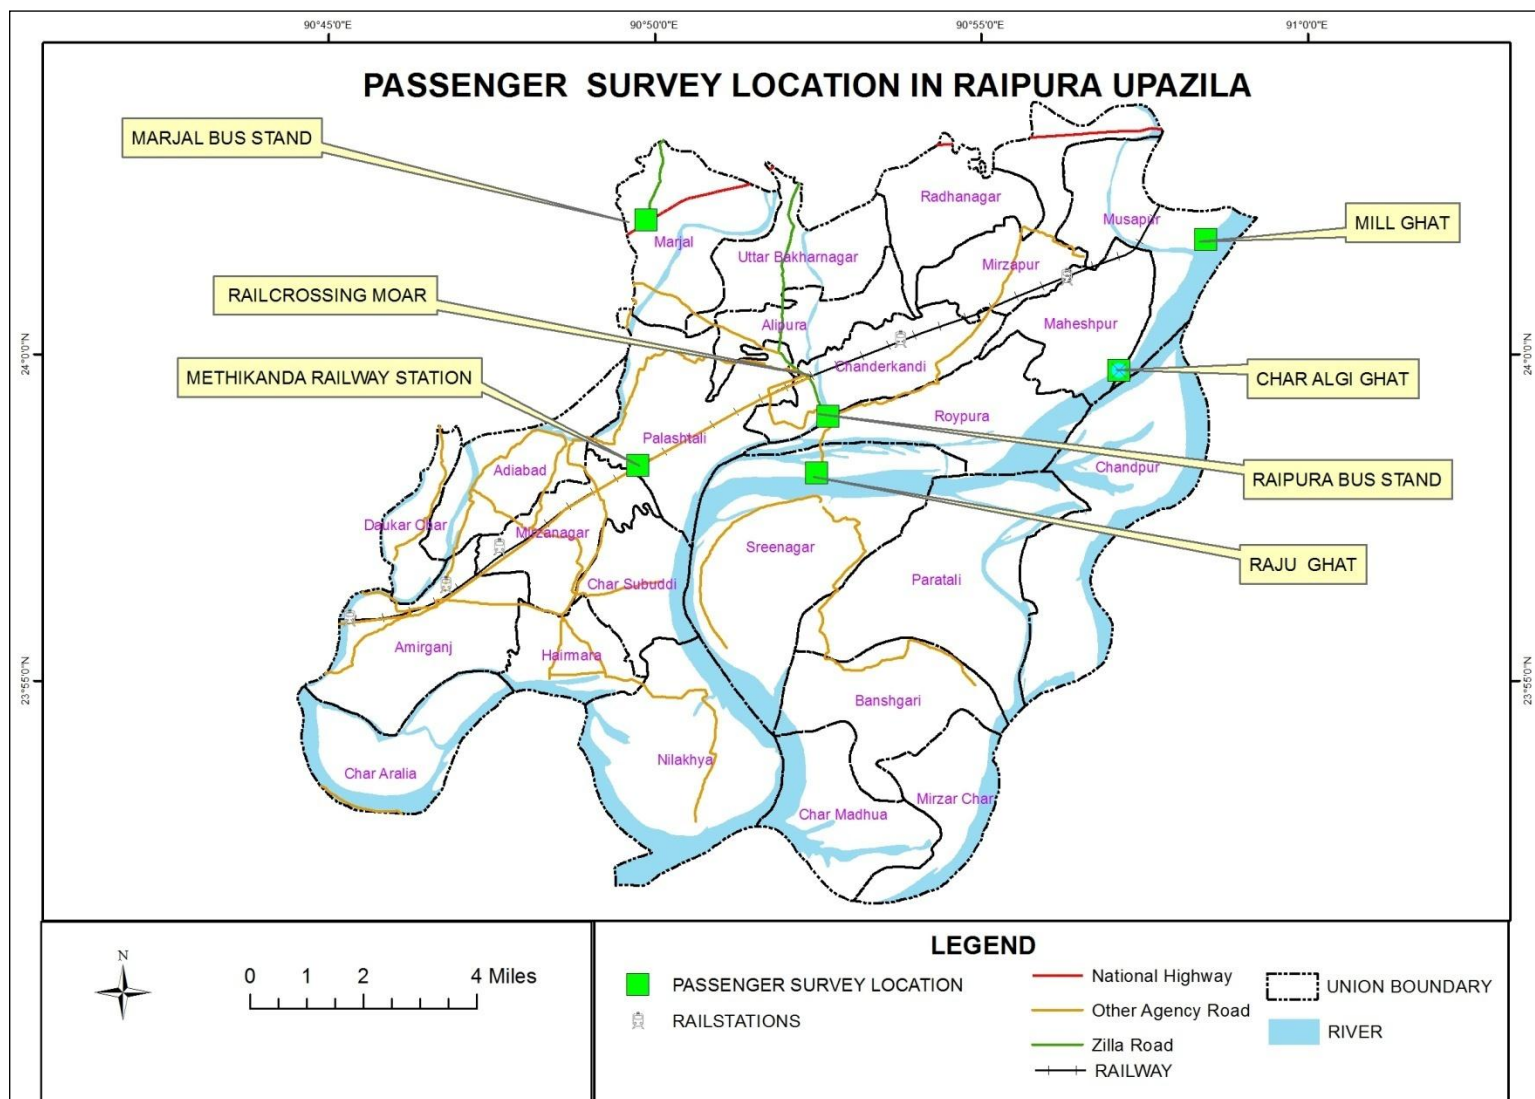 90°45'0"E
90°50'0"E
90°55'0"E
91°0'0"E
PASSENGER SURVEY LOCATION IN RAIPURA UPAZILA
MARJAL BUS STAND
Radhanagar
Musapur
MILL GHAT
Marjal
Uttar Bakharnagar
Mirzapur
RAILCROSSING MOAR
Alipura
Maheshpur
24°0'0"N
24°0'0"N
METHIKANDA RAILWAY STATION
Chanderkandi
CHAR ALGI GHAT
Roypura
Palashtali
Adiabad
Chandpur
RAIPURA BUS STAND
Daukar Char
Mirzanagar
Sreenagar
RAJU GHAT
Char Subuddi
Paratali
Amirganj
Hairmara
23°55'0"N
23°55'0"N
Banshgari
Nilakhya
Char Aralia
Mirzar Char
Char Madhua
N
0 1 2 4 Miles
LEGEND
PASSENGER SURVEY LOCATION
RAILSTATIONS
National Highway
Other Agency Road
Zilla Road
RAILWAY
UNION BOUNDARY
RIVER